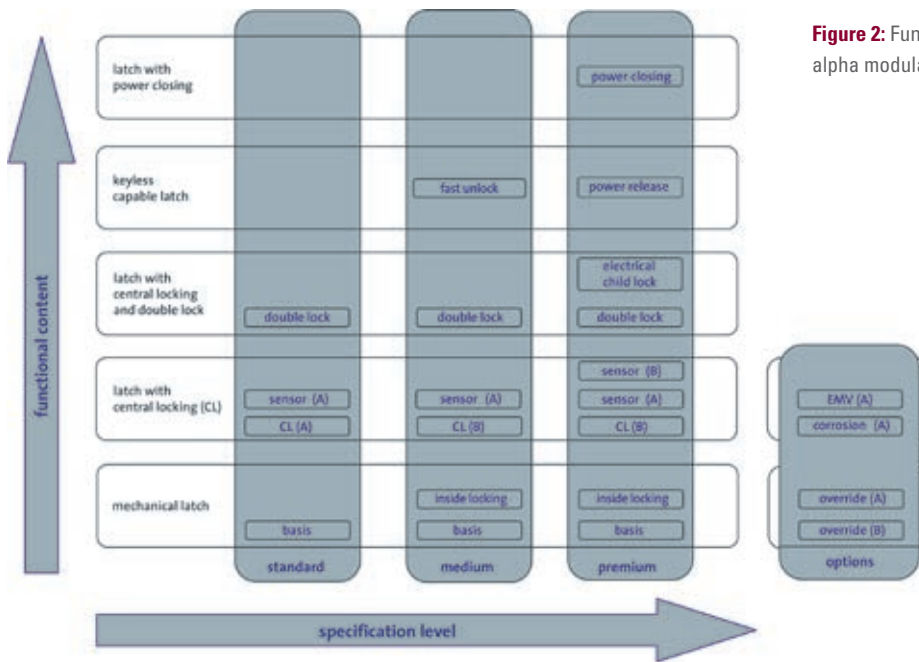 Figure 2: Fun
alpha modula
functional content
latch with
power closing
power closing
keyless
capable latch
fast unlock
power release
latch with
central locking
and double lock
electrical
child lock
double lock
double lock
double lock
latch with
central locking (CL)
sensor (B)
sensor (A)
sensor (A)
sensor (A)
EMV (A)
CL (A)
CL (B)
CL (B)
corrosion (A)
mechanical latch
inside locking
inside locking
override (A)
basis
basis
basis
override (B)
standard
medium
premium
options
specification level